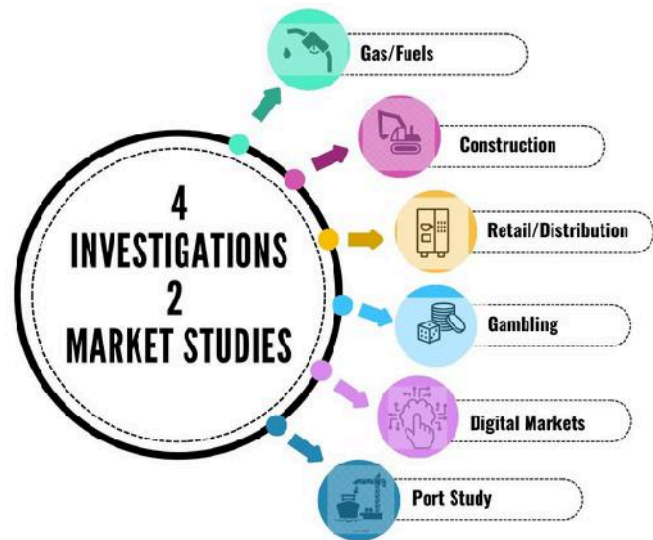 4
INVESTIGATIONS
2
MARKET STUDIES
Gas/Fuels
Construction
Retail/Distribution
Gambling
Digital Markets
Port Study